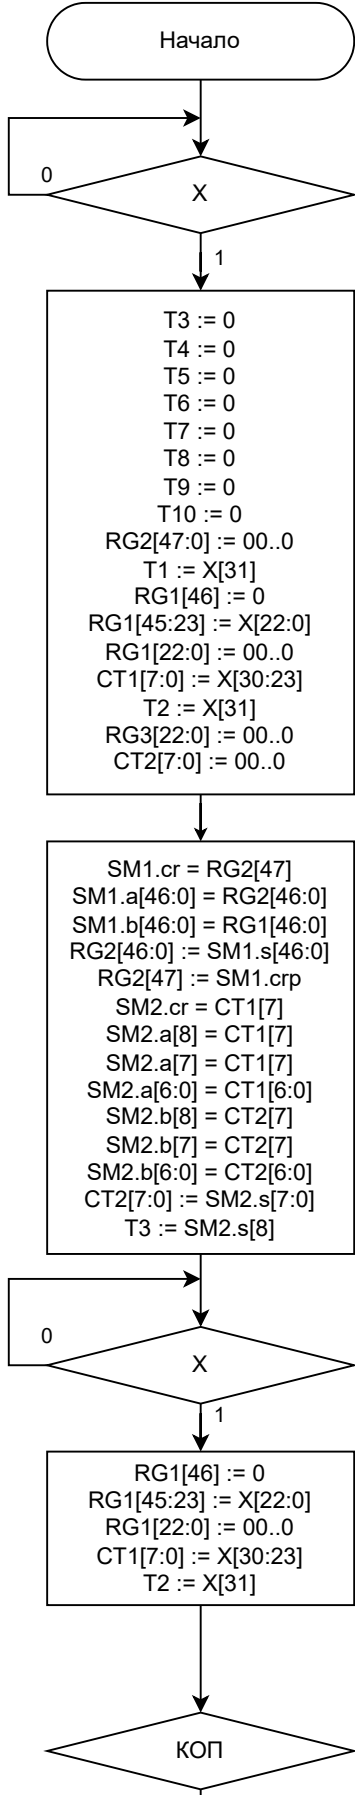 Начало
X
0
1
T3 := 0
T4 := 0
T5 := 0
T6 := 0
T7 := 0
T8 := 0
T9 := 0
T10 := 0
RG2[47:0] := 00..0
T1 := X[31]
RG1[46] := 0
RG1[45:23] := X[22:0]
RG1[22:0] := 00..0
CT1[7:0] := X[30:23]
T2 := X[31]
RG3[22:0] := 00..0
CT2[7:0] := 00..0
SM1.cr = RG2[47]
SM1.a[46:0] = RG2[46:0]
SM1.b[46:0] = RG1[46:0]
RG2[46:0] := SM1.s[46:0]
RG2[47] := SM1.crp
SM2.cr = CT1[7]
SM2.a[8] = CT1[7]
SM2.a[7] = CT1[7]
SM2.a[6:0] = CT1[6:0]
SM2.b[8] = CT2[7]
SM2.b[7] = CT2[7]
SM2.b[6:0] = CT2[6:0]
CT2[7:0] := SM2.s[7:0]
T3 := SM2.s[8]
0
X
1
RG1[46] := 0
RG1[45:23] := X[22:0]
RG1[22:0] := 00..0
CT1[7:0] := X[30:23]
T2 := X[31]
КОП